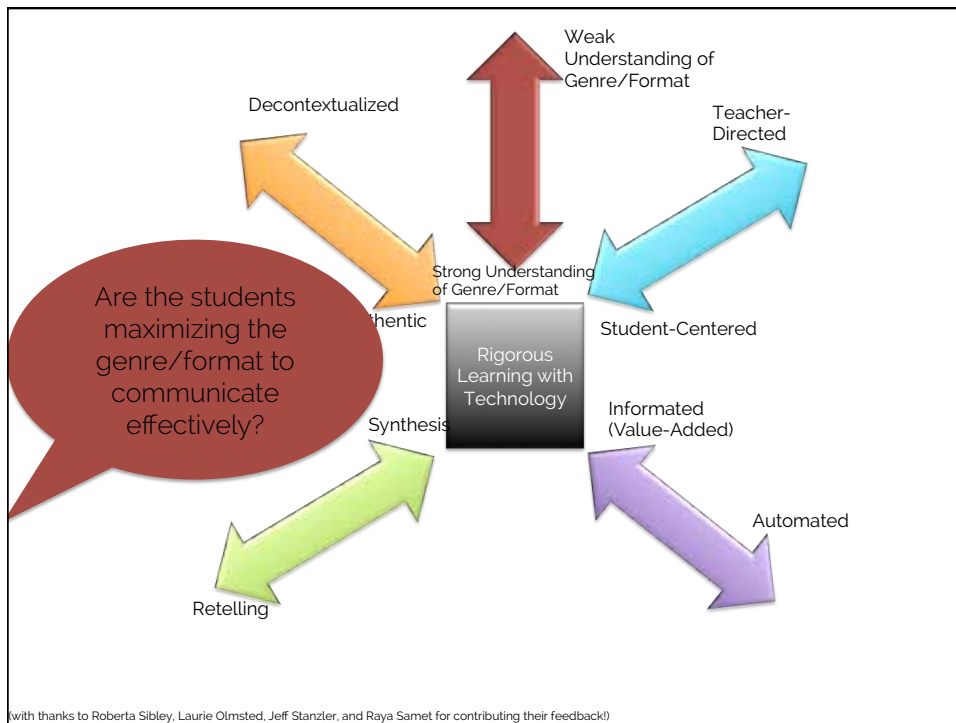 Weak
Understanding of
Genre/Format
Decontextualized
Teacher-
Directed
Strong Understanding
of Genre/Format
Are the students
maximizing the
genre/format to
communicate
effectively?
thentic
Student-Centered
Rigorous
Learning with
Technology
Synthesis
Informated
(Value-Added)
Automated
Retelling
(with thanks to Roberta Sibley, Laurie Olmsted, Jeff Stanzler, and Raya Samet for contributing their feedback!)